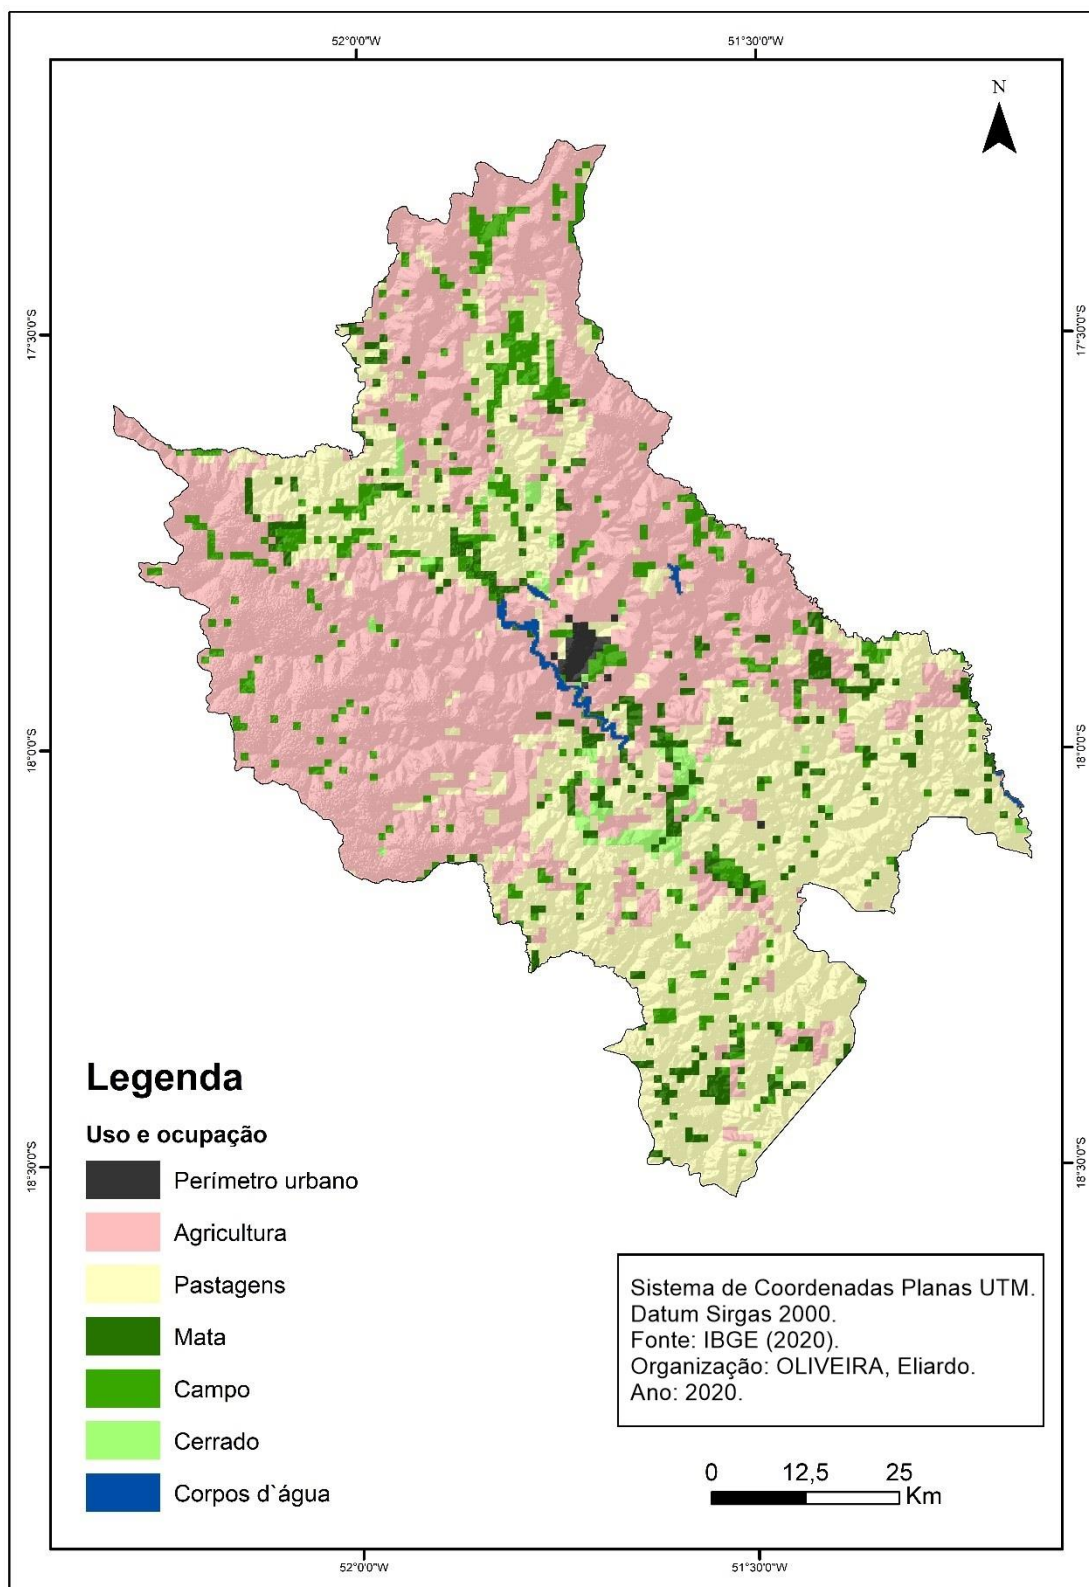 52°0'0"W
51°30'0"W
N
17°30'0"S
17°30'0"S
18°0'0"S
18°0'0"S
18°30'0"S
18°30'0"S
Legenda
Uso e ocupação
Perímetro urbano
Agricultura
Pastagens
Mata
Campo
Cerrado
Corpos d`água
Sistema de Coordenadas Planas UTM.
Datum Sirgas 2000.
Fonte: IBGE (2020).
Organização: OLIVEIRA, Eliardo.
Ano: 2020.
0 12,5 25
Km
52°0'0"W
51°30'0"W